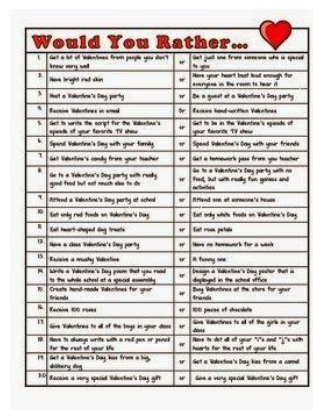 Would You Rather...
1. Get a lot of Valentines from people you don't know very well or Get just one from someone who is special to you
2. Have bright red skin or Have your heart beat loud enough for everyone in the room to hear it
3. Host a Valentine's Day party or Be a guest at a Valentine's Day party
4. Receive Valentines in email Or Receive hand-written Valentines
5. Get to write the script for the Valentine's episode of your favorite TV show or Get to be in the Valentine's episode of your favorite TV show
6. Spend Valentine's Day with your family or Spend Valentine's Day with your friends
7. Get Valentine's candy from your teacher or Get a homework pass from you teacher
8. Go to a Valentine's Day party with really good food but not much else to do or Go to a Valentine's Day party with no food, but with really fun games and activities
9. Attend a Valentine's Day party at school or Attend one at someone's house
10. Eat only red foods on Valentine's Day or Eat only white foods on Valentine's Day
11. Eat heart-shaped dog treats or Eat rose petals
12. Have a class Valentine's Day party or Have no homework for a week
13. Receive a mushy Valentine or A funny one
14. Write a Valentine's Day poem that you read to the whole school at a special assembly or Design a Valentine's Day poster that is displayed in the school office
15. Create hand-made Valentines for your friends or Buy Valentines at the store for your friends
16. Receive 100 roses or 100 pieces of chocolate
17. Give Valentines to all of the boys in your class or Give Valentines to all of the girls in your class
18. Have to always write with a red pen or pencil for the rest of your life or Have to dot all of your "i"s and "j"s with hearts for the rest of your life
19. Get a Valentine's Day kiss from a big, slobbery dog or Get a Valentine's Day kiss from a camel
20. Receive a very special Valentine's Day gift or Give a very special Valentine's Day gift